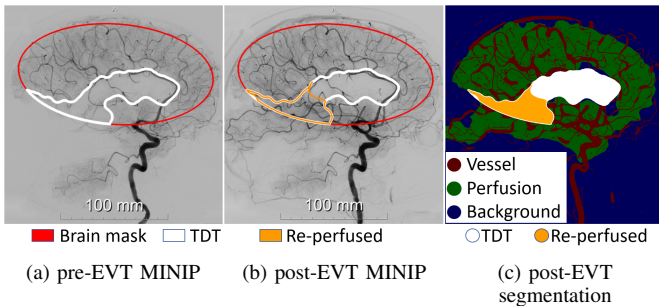 100 mm
100 mm
Vessel
Perfusion
Background
Brain mask TDT Re-perfused TDT Re-perfused
(a) pre-EVT MINIP (b) post-EVT MINIP (c) post-EVT
segmentation